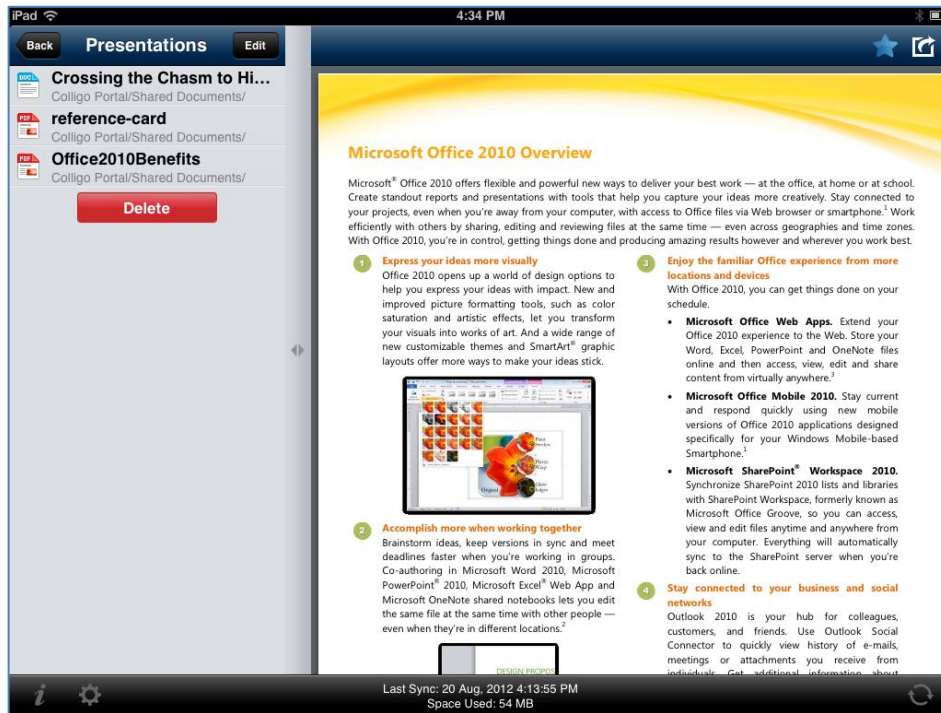 iPad 4:34 PM
Back Presentations Edit
Crossing the Chasm to Hi...
Colligo Portal/Shared Documents/
reference-card
Colligo Portal/Shared Documents/
Office2010Benefits
Colligo Portal/Shared Documents/
Delete
Microsoft Office 2010 Overview
Microsoft® Office 2010 offers flexible and powerful new ways to deliver your best work — at the office, at home or at school.
Create standout reports and presentations with tools that help you capture your ideas more creatively. Stay connected to
your projects, even when you're away from your computer, with access to Office files via Web browser or smartphone.¹ Work
efficiently with others by sharing, editing and reviewing files at the same time — even across geographies and time zones.
With Office 2010, you're in control, getting things done and producing amazing results however and wherever you work best.
1 Express your ideas more visually
Office 2010 opens up a world of design options to
help you express your ideas with impact. New and
improved picture formatting tools, such as color
saturation and artistic effects, let you transform
your visuals into works of art. And a wide range of
new customizable themes and SmartArt® graphic
layouts offer more ways to make your ideas stick.
2 Accomplish more when working together
Brainstorm ideas, keep versions in sync and meet
deadlines faster when you're working in groups.
Co-authoring in Microsoft Word 2010, Microsoft
PowerPoint® 2010, Microsoft Excel® Web App and
Microsoft OneNote shared notebooks lets you edit
the same file at the same time with other people —
even when they're in different locations.²
DESIGN PROPOS
3 Enjoy the familiar Office experience from more
locations and devices
With Office 2010, you can get things done on your
schedule.
• Microsoft Office Web Apps. Extend your
Office 2010 experience to the Web. Store your
Word, Excel, PowerPoint and OneNote files
online and then access, view, edit and share
content from virtually anywhere.³
• Microsoft Office Mobile 2010. Stay current
and respond quickly using new mobile
versions of Office 2010 applications designed
specifically for your Windows Mobile-based
Smartphone.¹
• Microsoft SharePoint® Workspace 2010.
Synchronize SharePoint 2010 lists and libraries
with SharePoint Workspace, formerly known as
Microsoft Office Groove, so you can access,
view and edit files anytime and anywhere from
your computer. Everything will automatically
sync to the SharePoint server when you're
back online.
4 Stay connected to your business and social
networks
Outlook 2010 is your hub for colleagues,
customers, and friends. Use Outlook Social
Connector to quickly view history of e-mails,
meetings or attachments you receive from
individuals. Get additional information about
Last Sync: 20 Aug, 2012 4:13:55 PM
Space Used: 54 MB